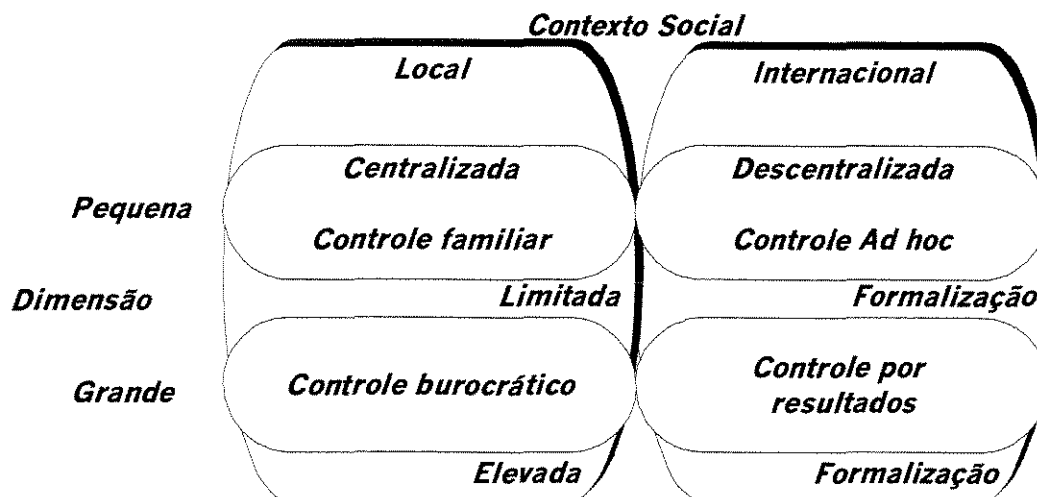 Contexto Social
Local Internacional
Centralizada Descentralizada
Pequena
Controle familiar Controle Ad hoc
Dimensão Limitada Formalização
Controle burocrático Controle por
Grande resultados
Elevada Formalização